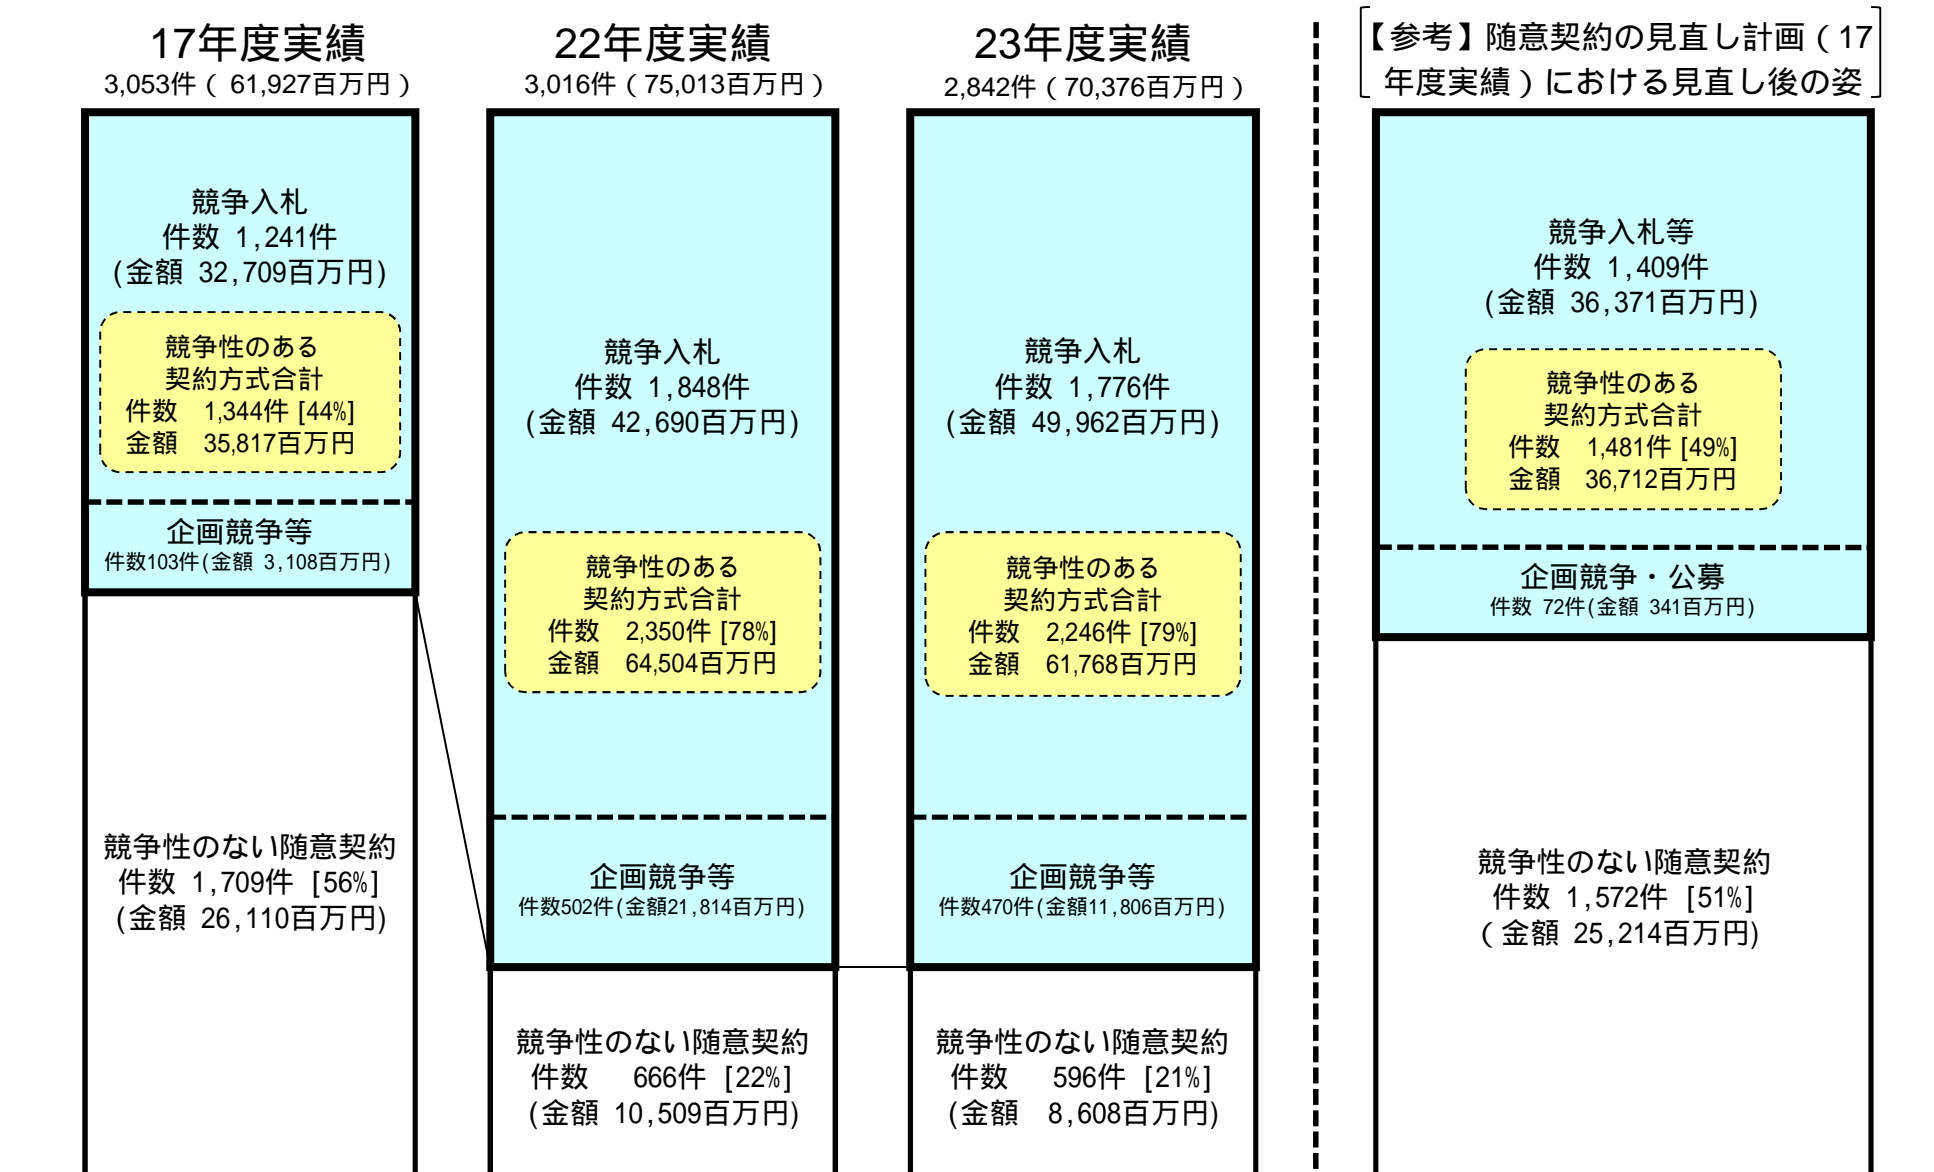 17年度実績
3,053件（ 61,927百万円）
競争入札
件数 1,241件
(金額 32,709百万円)
競争性のある
契約方式合計
件数 1,344件 [44%]
金額 35,817百万円
企画競争等
件数103件(金額 3,108百万円)
競争性のない随意契約
件数 1,709件 [56%]
(金額 26,110百万円)
22年度実績
3,016件（75,013百万円）
競争入札
件数 1,848件
(金額 42,690百万円)
競争性のある
契約方式合計
件数 2,350件 [78%]
金額 64,504百万円
企画競争等
件数502件(金額21,814百万円)
競争性のない随意契約
件数 666件 [22%]
(金額 10,509百万円)
23年度実績
2,842件（70,376百万円）
競争入札
件数 1,776件
(金額 49,962百万円)
競争性のある
契約方式合計
件数 2,246件 [79%]
金額 61,768百万円
企画競争等
件数470件(金額11,806百万円)
競争性のない随意契約
件数 596件 [21%]
(金額 8,608百万円)
【参考】随意契約の見直し計画（17
年度実績）における見直し後の姿
競争入札等
件数 1,409件
(金額 36,371百万円)
競争性のある
契約方式合計
件数 1,481件 [49%]
金額 36,712百万円
企画競争・公募
件数 72件(金額 341百万円)
競争性のない随意契約
件数 1,572件 [51%]
（金額 25,214百万円)